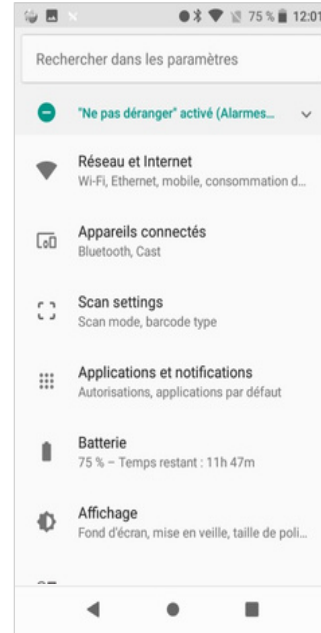 75 % 12:01
Rechercher dans les paramètres
"Ne pas déranger" activé (Alarmes...
Réseau et Internet
Wi-Fi, Ethernet, mobile, consommation d...
Appareils connectés
Bluetooth, Cast
Scan settings
Scan mode, barcode type
Applications et notifications
Autorisations, applications par défaut
Batterie
75 % – Temps restant : 11h 47m
Affichage
Fond d'écran, mise en veille, taille de poli...